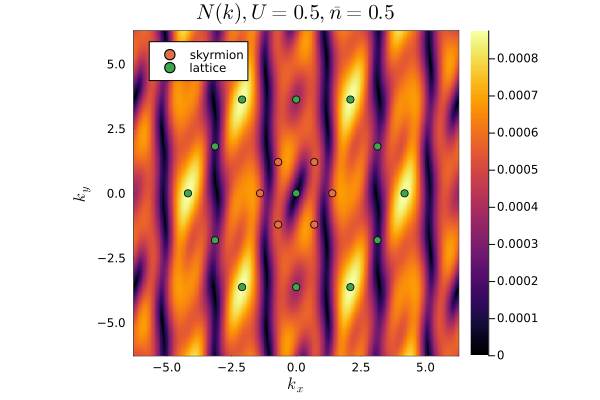 N(k), U = 0.5, n̄ = 0.5
skyrmion
lattice
5.0
2.5
0.0
−2.5
−5.0
k_y
−5.0 −2.5 0.0 2.5 5.0
k_x
0.0008
0.0007
0.0006
0.0005
0.0004
0.0003
0.0002
0.0001
0